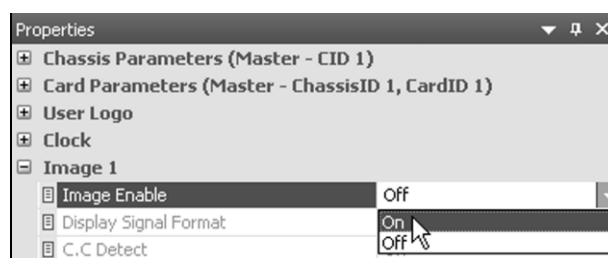 Properties
Chassis Parameters (Master - CID 1)
Card Parameters (Master - ChassisID 1, CardID 1)
User Logo
Clock
Image 1
Image Enable Off
Display Signal Format On
C.C Detect Off